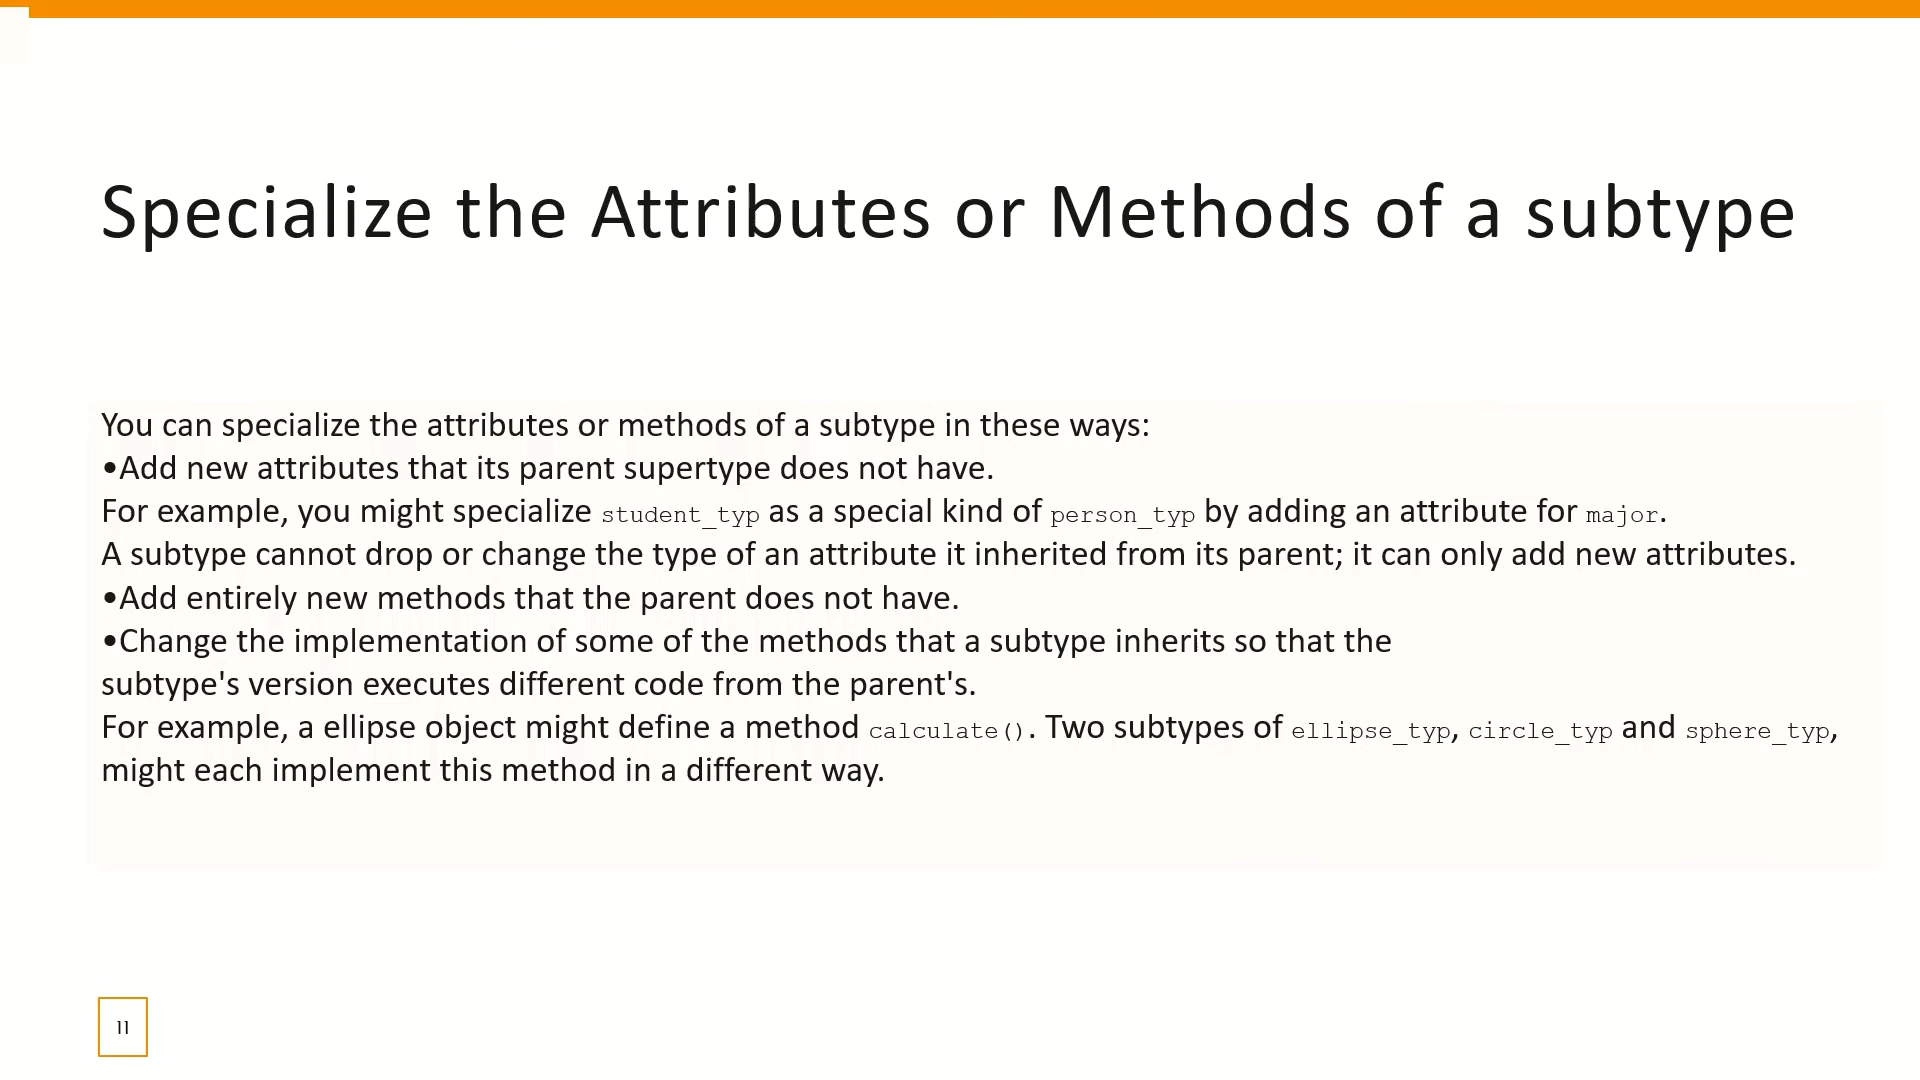 Specialize the Attributes or Methods of a subtype
You can specialize the attributes or methods of a subtype in these ways:
•Add new attributes that its parent supertype does not have.
For example, you might specialize student_typ as a special kind of person_typ by adding an attribute for major.
A subtype cannot drop or change the type of an attribute it inherited from its parent; it can only add new attributes.
•Add entirely new methods that the parent does not have.
•Change the implementation of some of the methods that a subtype inherits so that the
subtype's version executes different code from the parent's.
For example, a ellipse object might define a method calculate(). Two subtypes of ellipse_typ, circle_typ and sphere_typ,
might each implement this method in a different way.
11